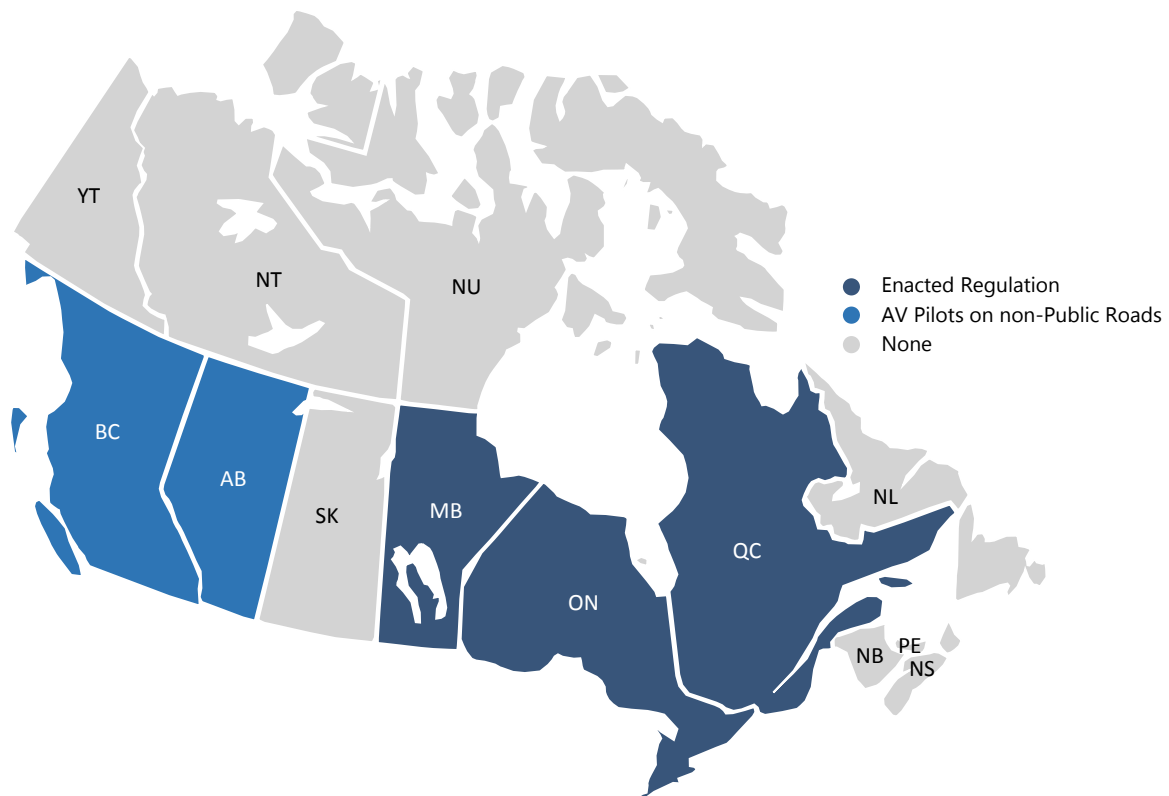 YT
NT
NU
Enacted Regulation
AV Pilots on non-Public Roads
None
BC
AB
SK
MB
ON
QC
NL
NB
PE
NS